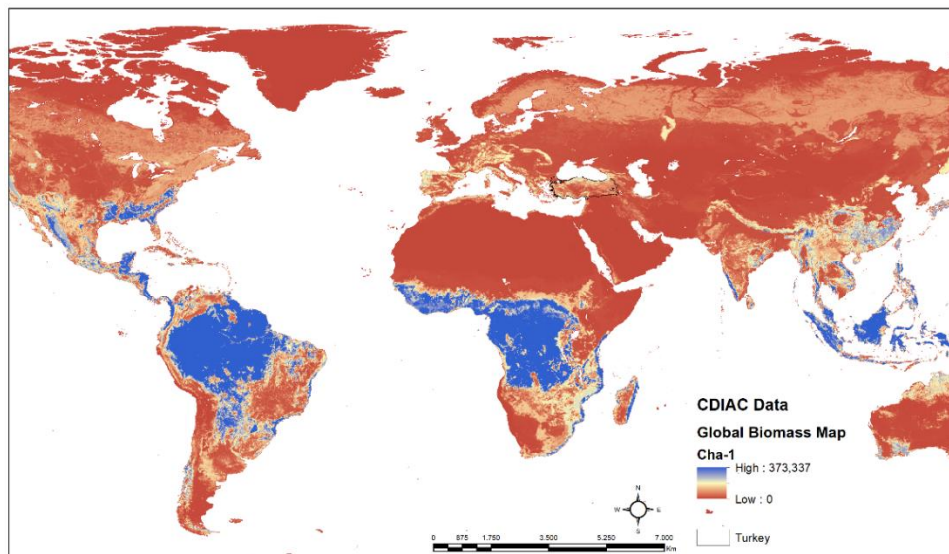 CDIAC Data
Global Biomass Map
Cha-1
High : 373,337
Low : 0
Turkey
N
W E
S
0 875 1.750 3.500 5.250 7.000
Km